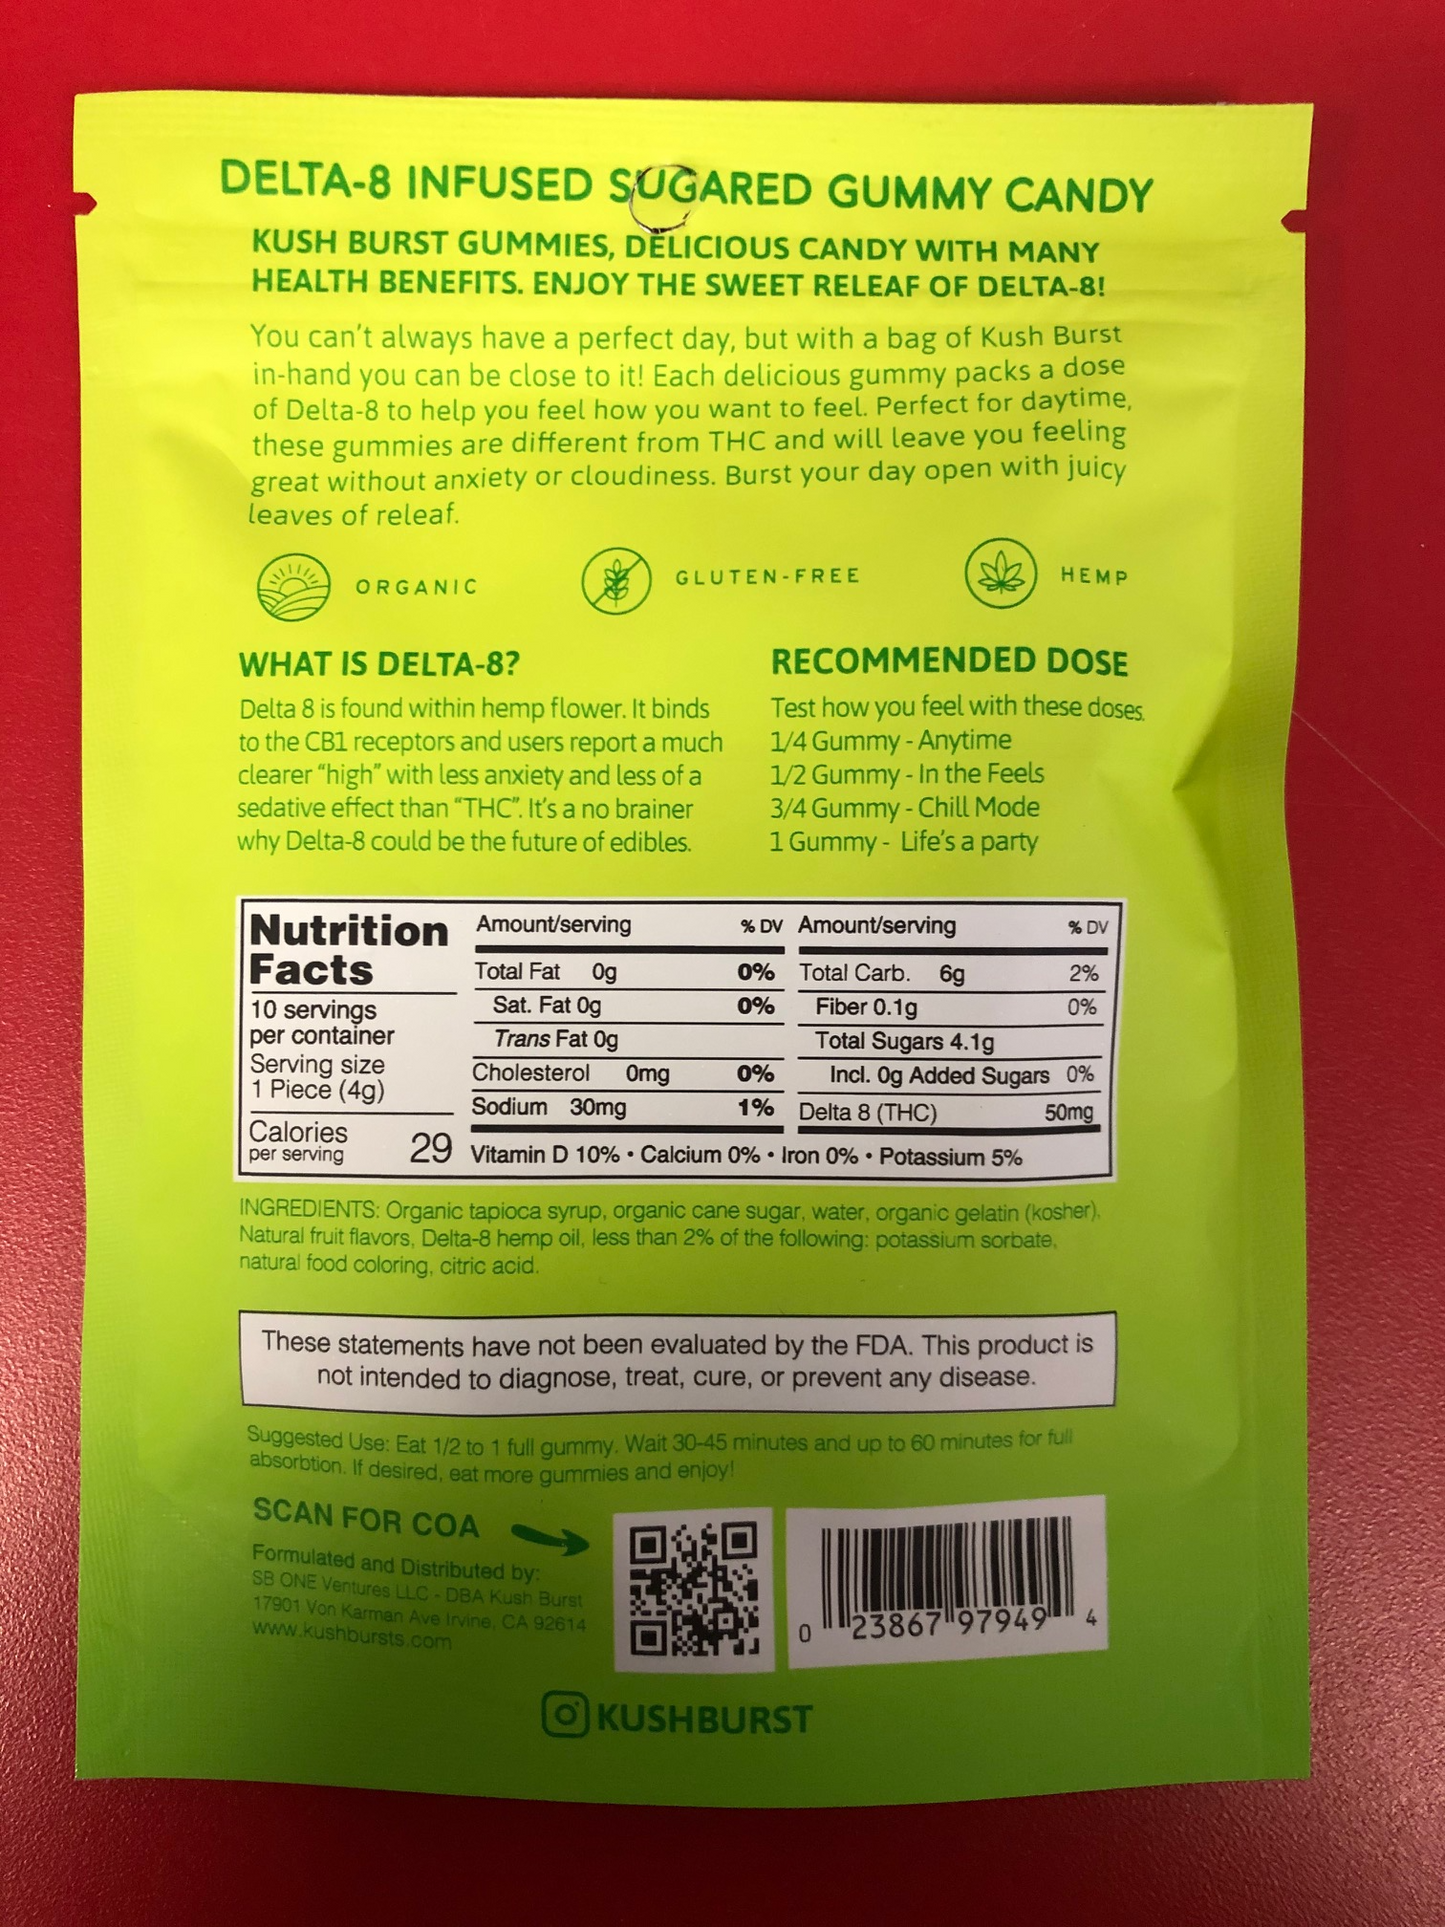 DELTA-8 INFUSED SUGARED GUMMY CANDY
KUSH BURST GUMMIES, DELICIOUS CANDY WITH MANY
HEALTH BENEFITS. ENJOY THE SWEET RELEAF OF DELTA-8!
You can't always have a perfect day, but with a bag of Kush Burst
in-hand you can be close to it! Each delicious gummy packs a dose
of Delta-8 to help you feel how you want to feel. Perfect for daytime,
these gummies are different from THC and will leave you feeling
great without anxiety or cloudiness. Burst your day open with juicy
leaves of releaf.
ORGANIC
GLUTEN-FREE
HEMP
WHAT IS DELTA-8?
Delta 8 is found within hemp flower. It binds
to the CB1 receptors and users report a much
clearer "high" with less anxiety and less of a
sedative effect than "THC". It's a no brainer
why Delta-8 could be the future of edibles.
RECOMMENDED DOSE
Test how you feel with these doses.
1/4 Gummy - Anytime
1/2 Gummy - In the Feels
3/4 Gummy - Chill Mode
1 Gummy - Life's a party
Nutrition
Facts
10 servings
per container
Serving size
1 Piece (4g)
Calories
per serving
29
Amount/serving % DV
Total Fat 0g 0%
Sat. Fat 0g 0%
Trans Fat 0g
Cholesterol 0mg 0%
Sodium 30mg 1%
Amount/serving % DV
Total Carb. 6g 2%
Fiber 0.1g 0%
Total Sugars 4.1g
Incl. 0g Added Sugars 0%
Delta 8 (THC) 50mg
Vitamin D 10% • Calcium 0% • Iron 0% • Potassium 5%
INGREDIENTS: Organic tapioca syrup, organic cane sugar, water, organic gelatin (kosher),
Natural fruit flavors, Delta-8 hemp oil, less than 2% of the following: potassium sorbate,
natural food coloring, citric acid.
These statements have not been evaluated by the FDA. This product is
not intended to diagnose, treat, cure, or prevent any disease.
Suggested Use: Eat 1/2 to 1 full gummy. Wait 30-45 minutes and up to 60 minutes for full
absorbtion. If desired, eat more gummies and enjoy!
SCAN FOR COA
Formulated and Distributed by:
SB ONE Ventures LLC - DBA Kush Burst
17901 Von Karman Ave Irvine, CA 92614
www.kushbursts.com
0 23867 97949 4
KUSHBURST